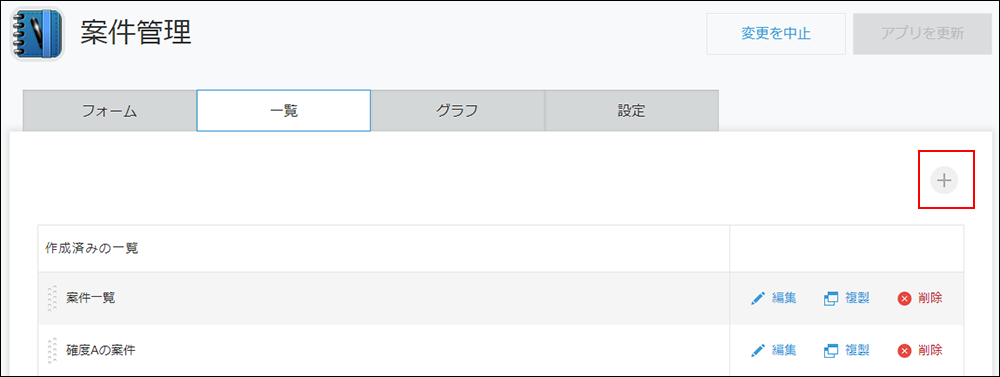 案件管理
変更を中止 アプリを更新
フォーム 一覧 グラフ 設定
作成済みの一覧
案件一覧 編集 複製 削除
確度Aの案件 編集 複製 削除